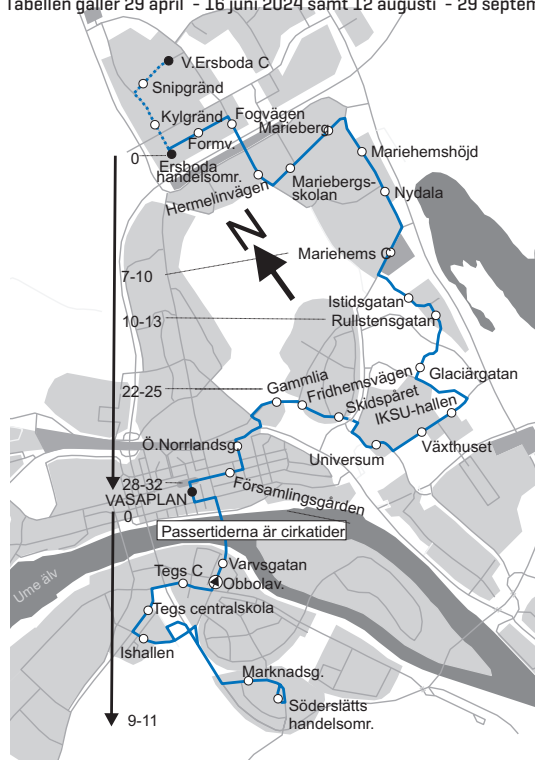 Tabellen gäller 29 april - 16 juni 2024 samt 12 augusti - 29 septem
V.Ersboda C
Snipgränd
Kylgränd
Fogvägen
Formv.
Marieberg
0
Ersboda
handelsomr.
Mariehemshöjd
Hermelinvägen
Mariebergs-
skolan
Nydala
N
Mariehems C
7-10
Istidsgatan
10-13
Rullstensgatan
Glaciärgatan
22-25
Gammlia
Fridhemsvägen
Skidspåret
IKSU-hallen
Växthuset
Universum
Ö.Norrlandsg.
28-32
VASAPLAN
0
Församlingsgården
Passertiderna är cirkatider
Ume älv
Varvsgatan
Tegs C
Obbolav.
Tegs centralskola
Ishallen
Marknadsg.
Söderslätts
handelsomr.
9-11